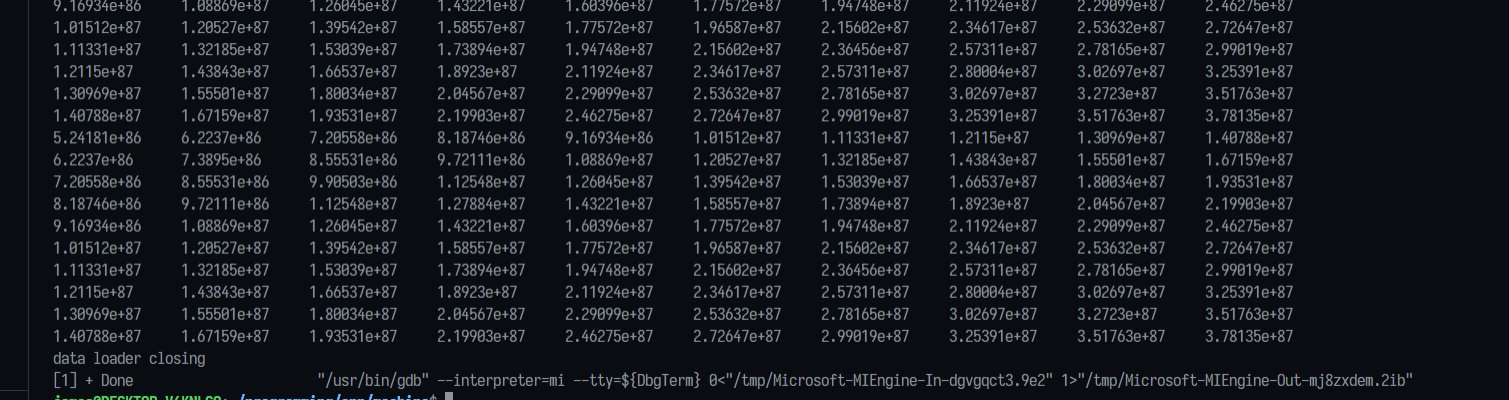 9.16934e+86 1.08869e+87 1.26045e+87 1.43221e+87 1.60396e+87 1.77572e+87 1.94748e+87 2.11924e+87 2.29099e+87 2.46275e+87
1.01512e+87 1.20527e+87 1.39542e+87 1.58557e+87 1.77572e+87 1.96587e+87 2.15602e+87 2.34617e+87 2.53632e+87 2.72647e+87
1.11331e+87 1.32185e+87 1.53039e+87 1.73894e+87 1.94748e+87 2.15602e+87 2.36456e+87 2.57311e+87 2.78165e+87 2.99019e+87
1.2115e+87 1.43843e+87 1.66537e+87 1.8923e+87 2.11924e+87 2.34617e+87 2.57311e+87 2.80004e+87 3.02697e+87 3.25391e+87
1.30969e+87 1.55501e+87 1.80034e+87 2.04567e+87 2.29099e+87 2.53632e+87 2.78165e+87 3.02697e+87 3.2723e+87 3.51763e+87
1.40788e+87 1.67159e+87 1.93531e+87 2.19903e+87 2.46275e+87 2.72647e+87 2.99019e+87 3.25391e+87 3.51763e+87 3.78135e+87
5.24181e+86 6.2237e+86 7.20558e+86 8.18746e+86 9.16934e+86 1.01512e+87 1.11331e+87 1.2115e+87 1.30969e+87 1.40788e+87
6.2237e+86 7.3895e+86 8.55531e+86 9.72111e+86 1.08869e+87 1.20527e+87 1.32185e+87 1.43843e+87 1.55501e+87 1.67159e+87
7.20558e+86 8.55531e+86 9.90503e+86 1.12548e+87 1.26045e+87 1.39542e+87 1.53039e+87 1.66537e+87 1.80034e+87 1.93531e+87
8.18746e+86 9.72111e+86 1.12548e+87 1.27884e+87 1.43221e+87 1.58557e+87 1.73894e+87 1.8923e+87 2.04567e+87 2.19903e+87
9.16934e+86 1.08869e+87 1.26045e+87 1.43221e+87 1.60396e+87 1.77572e+87 1.94748e+87 2.11924e+87 2.29099e+87 2.46275e+87
1.01512e+87 1.20527e+87 1.39542e+87 1.58557e+87 1.77572e+87 1.96587e+87 2.15602e+87 2.34617e+87 2.53632e+87 2.72647e+87
1.11331e+87 1.32185e+87 1.53039e+87 1.73894e+87 1.94748e+87 2.15602e+87 2.36456e+87 2.57311e+87 2.78165e+87 2.99019e+87
1.2115e+87 1.43843e+87 1.66537e+87 1.8923e+87 2.11924e+87 2.34617e+87 2.57311e+87 2.80004e+87 3.02697e+87 3.25391e+87
1.30969e+87 1.55501e+87 1.80034e+87 2.04567e+87 2.29099e+87 2.53632e+87 2.78165e+87 3.02697e+87 3.2723e+87 3.51763e+87
1.40788e+87 1.67159e+87 1.93531e+87 2.19903e+87 2.46275e+87 2.72647e+87 2.99019e+87 3.25391e+87 3.51763e+87 3.78135e+87
data loader closing
[1] + Done "/usr/bin/gdb" --interpreter=mi --tty=${DbgTerm} 0<"/tmp/Microsoft-MIEngine-In-dgvgqct3.9e2" 1>"/tmp/Microsoft-MIEngine-Out-mj8zxdem.2ib"